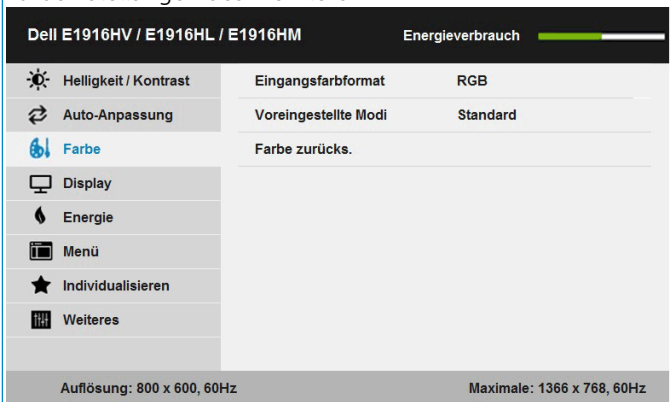 Dell E1916HV / E1916HL / E1916HM Energieverbrauch
Helligkeit / Kontrast Eingangsfarbformat RGB
Auto-Anpassung Voreingestellte Modi Standard
Farbe Farbe zurücks.
Display
Energie
Menü
Individualisieren
Weiteres
Auflösung: 800 x 600, 60Hz Maximale: 1366 x 768, 60Hz